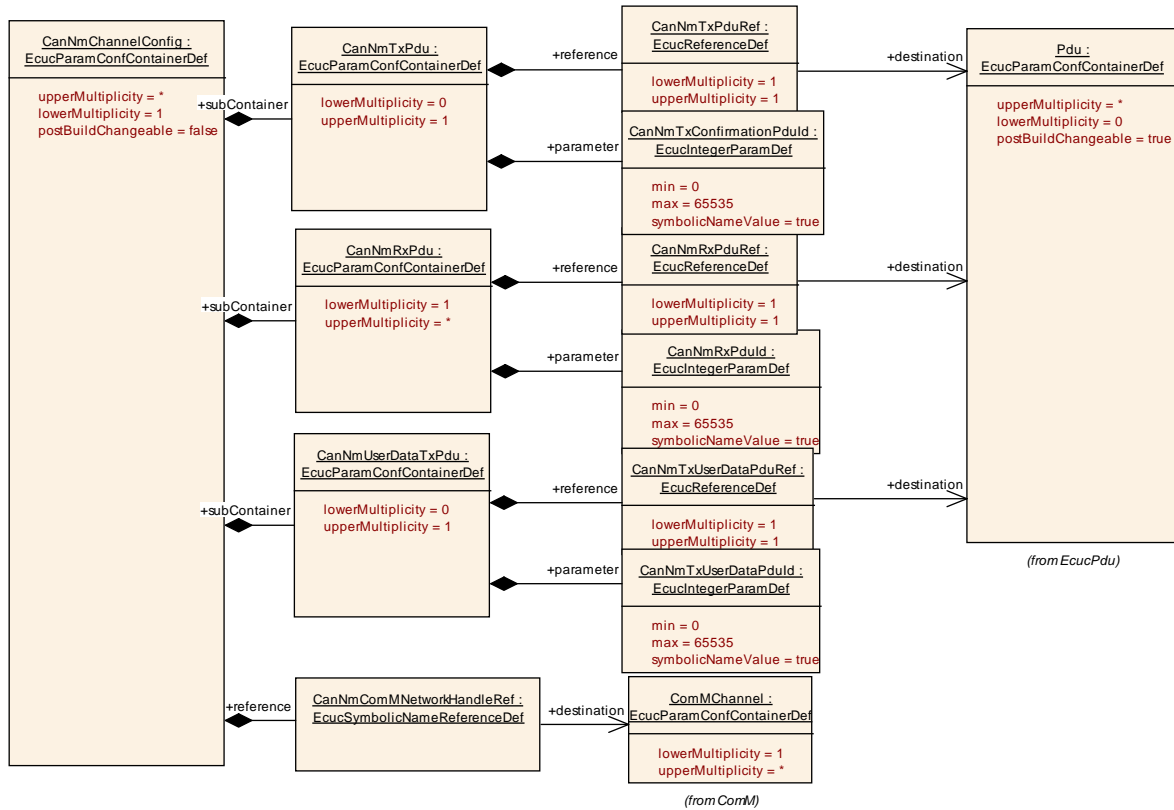 CanNmChannelConfig :
EcucParamConfContainerDef
upperMultiplicity = *
lowerMultiplicity = 1
postBuildChangeable = false
+subContainer
CanNmTxPdu :
EcucParamConfContainerDef
lowerMultiplicity = 0
upperMultiplicity = 1
+reference
CanNmTxPduRef :
EcucReferenceDef
lowerMultiplicity = 1
upperMultiplicity = 1
+destination
Pdu :
EcucParamConfContainerDef
upperMultiplicity = *
lowerMultiplicity = 0
postBuildChangeable = true
+parameter
CanNmTxConfirmationPduId :
EcucIntegerParamDef
min = 0
max = 65535
symbolicNameValue = true
+subContainer
CanNmRxPdu :
EcucParamConfContainerDef
lowerMultiplicity = 1
upperMultiplicity = *
+reference
CanNmRxPduRef :
EcucReferenceDef
lowerMultiplicity = 1
upperMultiplicity = 1
+destination
+parameter
CanNmRxPduId :
EcucIntegerParamDef
min = 0
max = 65535
symbolicNameValue = true
+subContainer
CanNmUserDataTxPdu :
EcucParamConfContainerDef
lowerMultiplicity = 0
upperMultiplicity = 1
+reference
CanNmTxUserDataPduRef :
EcucReferenceDef
lowerMultiplicity = 1
upperMultiplicity = 1
+destination
(from EcucPdu)
+parameter
CanNmTxUserDataPduId :
EcucIntegerParamDef
min = 0
max = 65535
symbolicNameValue = true
+reference
CanNmComMNetworkHandleRef :
EcucSymbolicNameReferenceDef
+destination
ComMChannel :
EcucParamConfContainerDef
lowerMultiplicity = 1
upperMultiplicity = *
(from ComM)